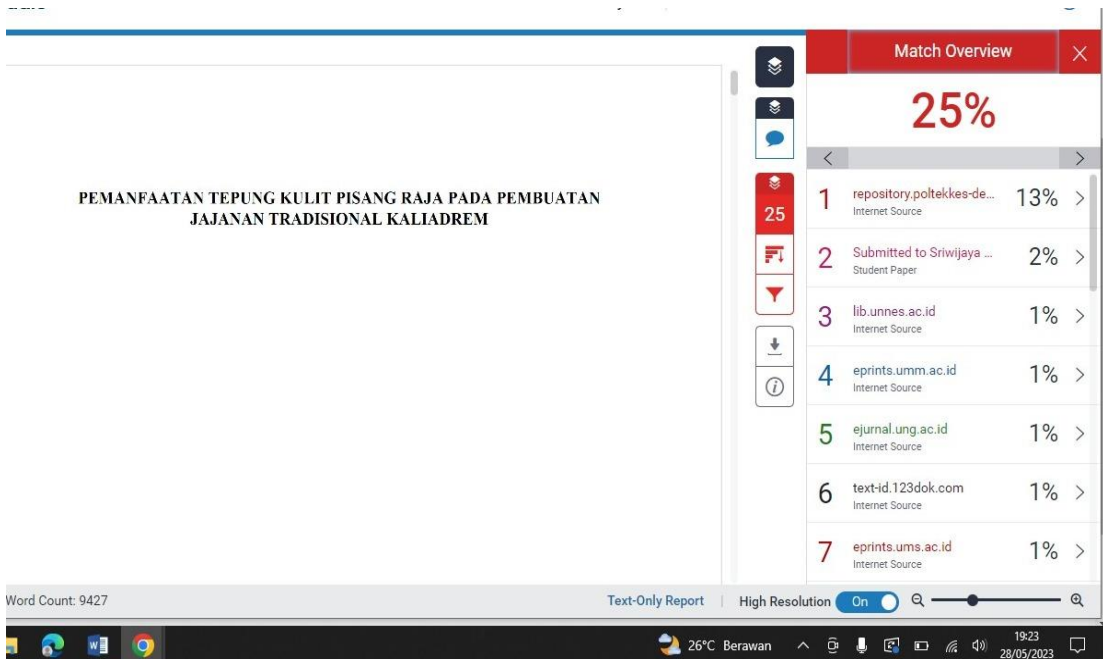 Match Overview
25%
PEMANFAATAN TEPUNG KULIT PISANG RAJA PADA PEMBUATAN
JAJANAN TRADISIONAL KALIADREM
25
1 repository.poltekkes-de... 13%
Internet Source
2 Submitted to Sriwijaya ... 2%
Student Paper
3 lib.unnes.ac.id 1%
Internet Source
4 eprints.umm.ac.id 1%
Internet Source
5 ejurnal.ung.ac.id 1%
Internet Source
6 text-id.123dok.com 1%
Internet Source
7 eprints.ums.ac.id 1%
Internet Source
Word Count: 9427 Text-Only Report High Resolution On
26°C Berawan 19:23
28/05/2023